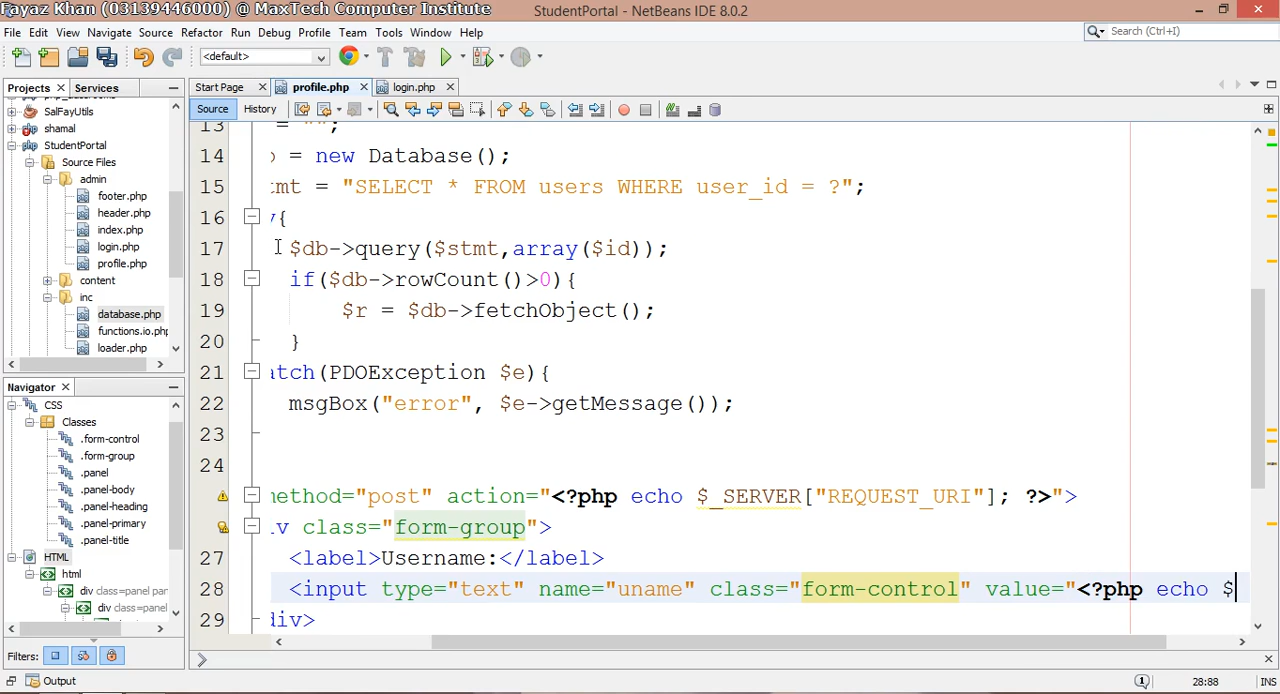 Fayaz Khan (03139446000) @ MaxTech Computer Institute
StudentPortal - NetBeans IDE 8.0.2
File Edit View Navigate Source Refactor Run Debug Profile Team Tools Window Help
Search (Ctrl+I)
<default>
Projects Services
Start Page profile.php login.php
Source History
SalFayUtils
shamal
StudentPortal
Source Files
admin
footer.php
header.php
index.php
login.php
profile.php
content
inc
database.php
functions.io.php
loader.php
Navigator
CSS
Classes
.form-control
.form-group
.panel
.panel-body
.panel-heading
.panel-primary
.panel-title
HTML
html
div class=panel par
div class=panel
Filters:
13 = "";
14 = new Database();
15 mt = "SELECT * FROM users WHERE user_id = ?";
16 {
17 $db->query($stmt,array($id));
18 if($db->rowCount()>0){
19 $r = $db->fetchObject();
20 }
21 atch(PDOException $e){
22 msgBox("error", $e->getMessage());
23
24
method="post" action="<?php echo $_SERVER["REQUEST_URI"]; ?>">
iv class="form-group">
27 <label>Username:</label>
28 <input type="text" name="uname" class="form-control" value="<?php echo $
29 div>
Output
28:88 INS